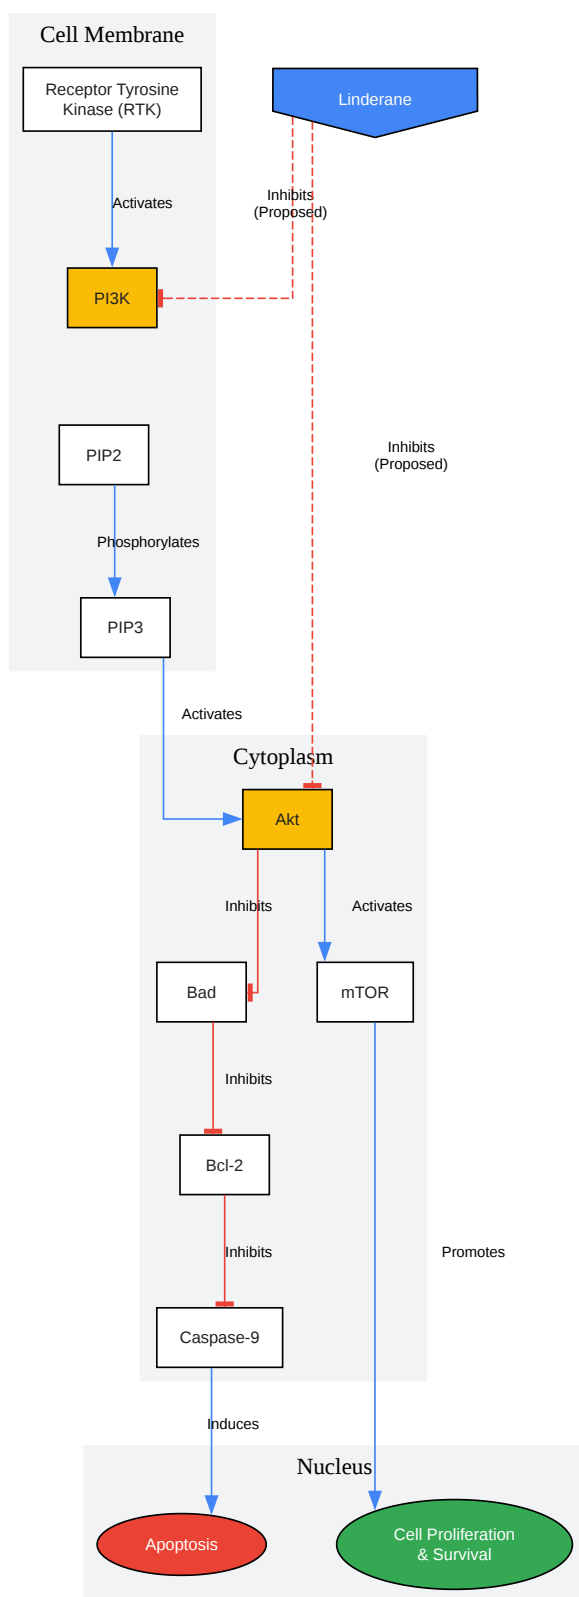 Cell Membrane
Receptor Tyrosine
Kinase (RTK)
Linderane
Activates
Inhibits
(Proposed)
PI3K
PIP2
Inhibits
(Proposed)
Phosphorylates
PIP3
Activates
Cytoplasm
Akt
Inhibits
Activates
Bad
mTOR
Inhibits
Bcl-2
Inhibits
Promotes
Caspase-9
Induces
Nucleus
Apoptosis
Cell Proliferation
& Survival